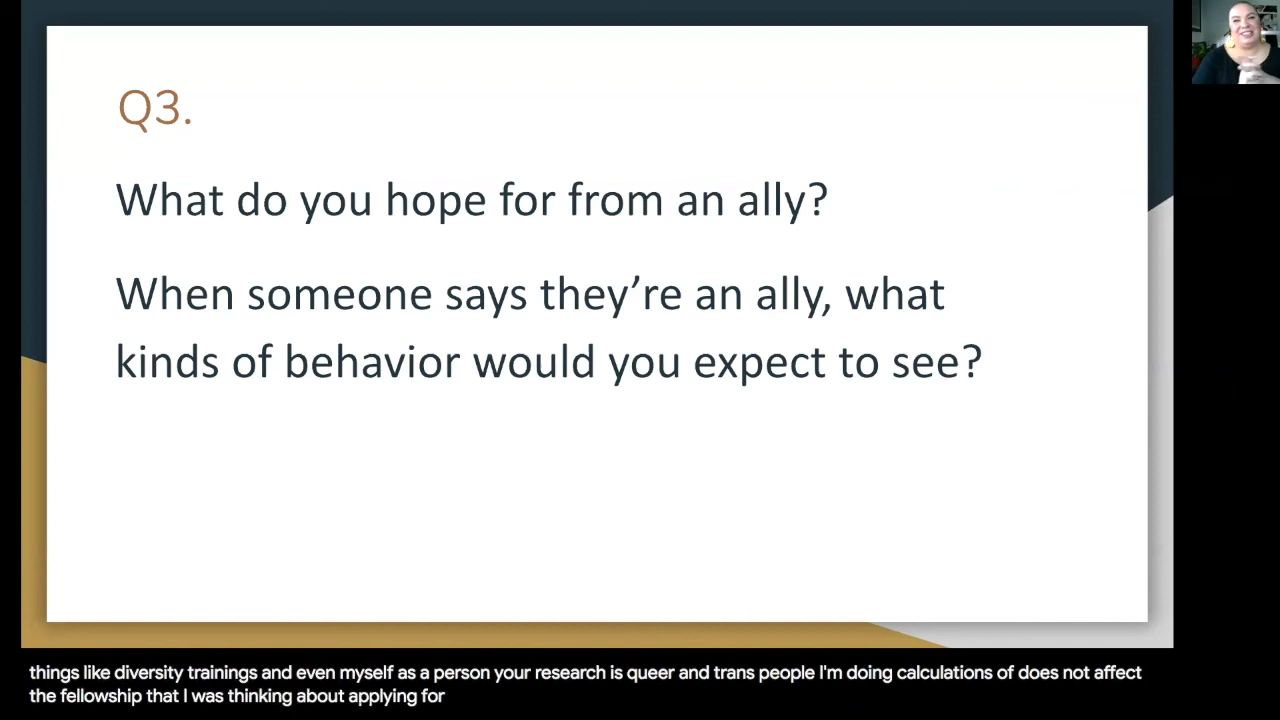 Q3.
What do you hope for from an ally?
When someone says they’re an ally, what
kinds of behavior would you expect to see?
things like diversity trainings and even myself as a person your research is queer and trans people I'm doing calculations of does not affect
the fellowship that I was thinking about applying for